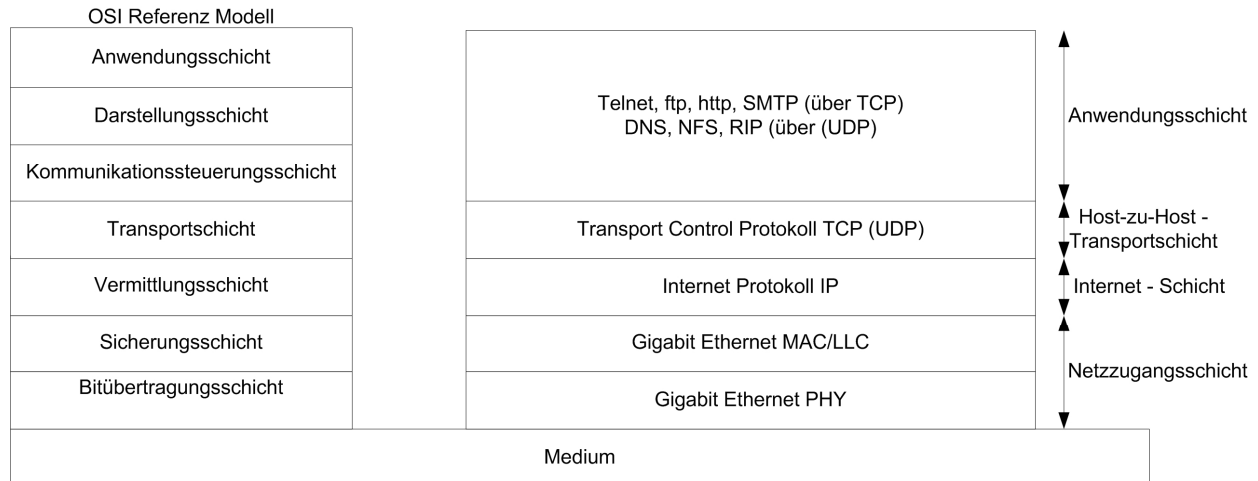 OSI Referenz Modell
Anwendungsschicht
Darstellungsschicht
Kommunikationssteuerungsschicht
Transportschicht
Vermittlungsschicht
Sicherungsschicht
Bitübertragungsschicht
Telnet, ftp, http, SMTP (über TCP)
DNS, NFS, RIP (über (UDP)
Transport Control Protokoll TCP (UDP)
Internet Protokoll IP
Gigabit Ethernet MAC/LLC
Gigabit Ethernet PHY
Anwendungsschicht
Host-zu-Host -
Transportschicht
Internet - Schicht
Netzzugangsschicht
Medium